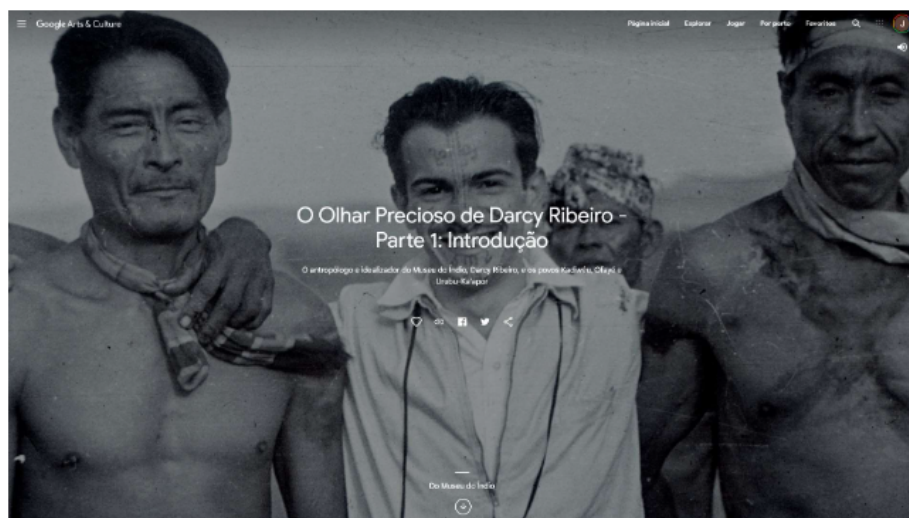 Google Arts & Culture
Página inicial Explorar Jogar Por perto Favoritos
J
O Olhar Precioso de Darcy Ribeiro -
Parte 1: Introdução
O antropólogo e idealizador do Museu do Índio, Darcy Ribeiro, e os povos Kadiwéu, Ofayé e
Urubu-Ka'apor
Do Museu do Índio